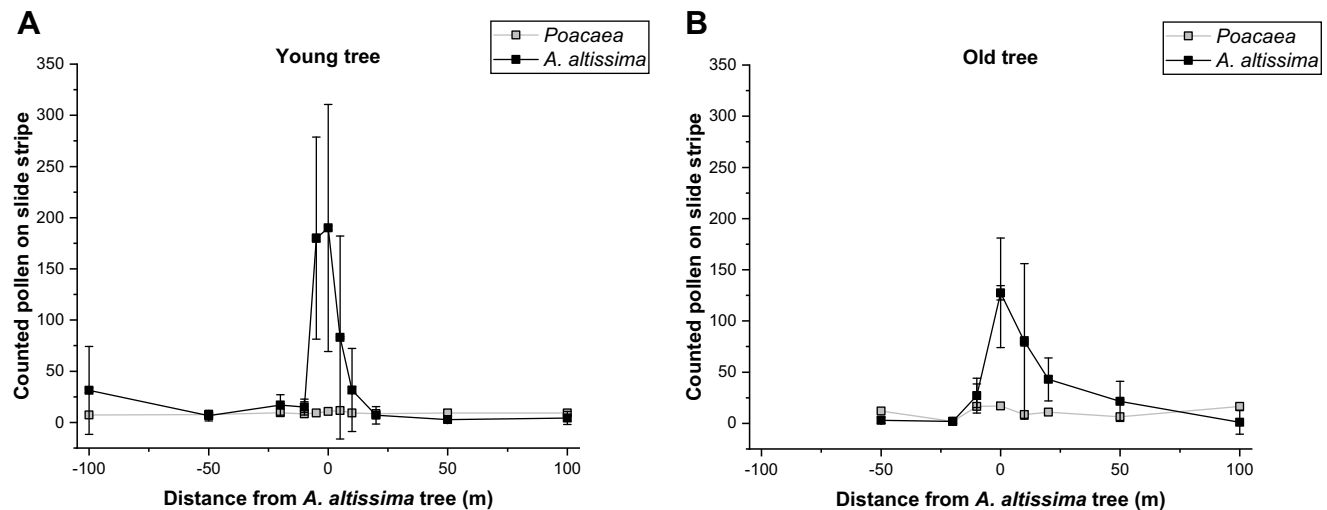 A
Young tree
Poacaea
A. altissima
Counted pollen on slide stripe
350
300
250
200
150
100
50
0
-100
-50
0
50
100
Distance from A. altissima tree (m)
B
Old tree
Poacaea
A. altissima
Counted pollen on slide stripe
350
300
250
200
150
100
50
0
-100
-50
0
50
100
Distance from A. altissima tree (m)